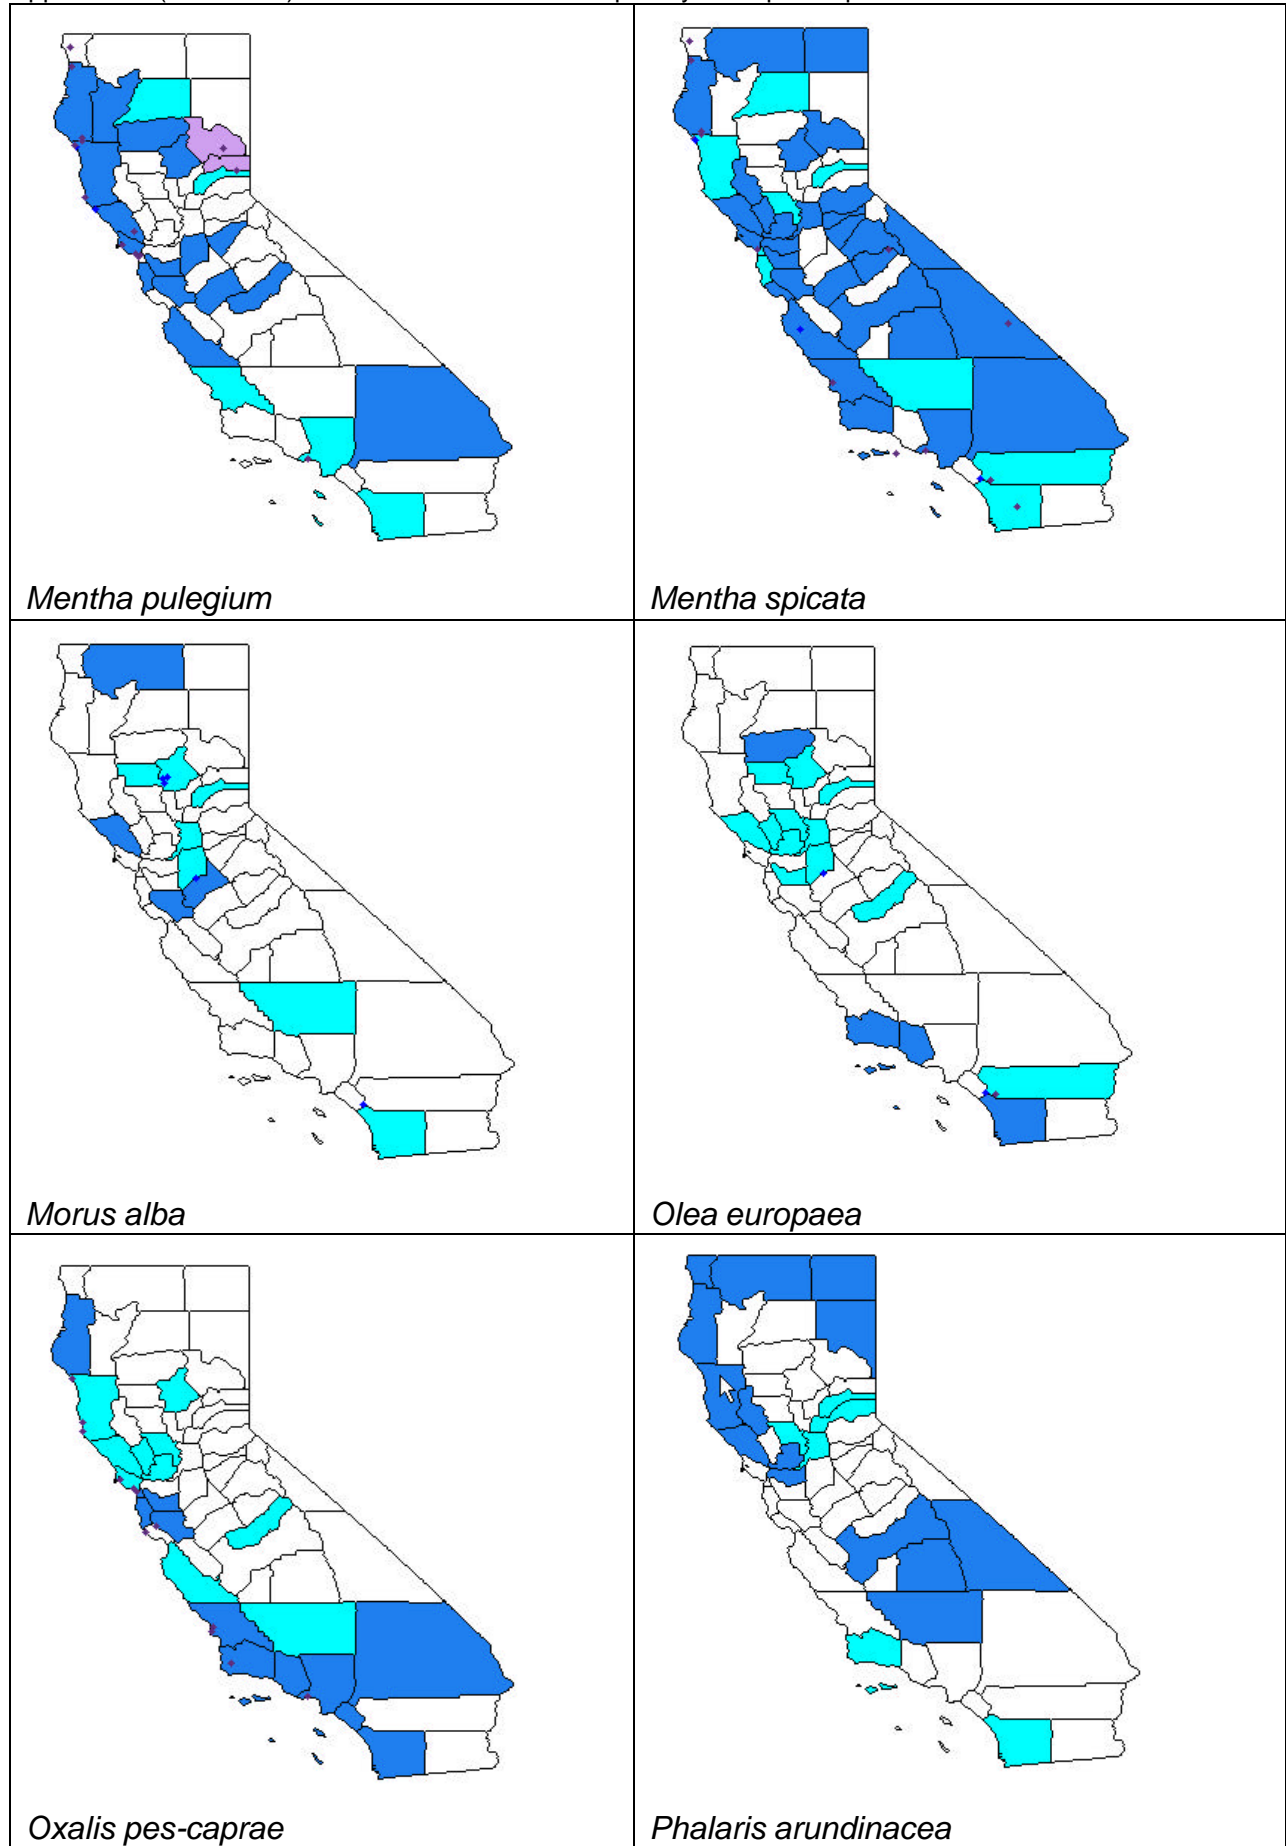 Mentha pulegium
Mentha spicata
Morus alba
Olea europaea
Oxalis pes-caprae
Phalaris arundinacea